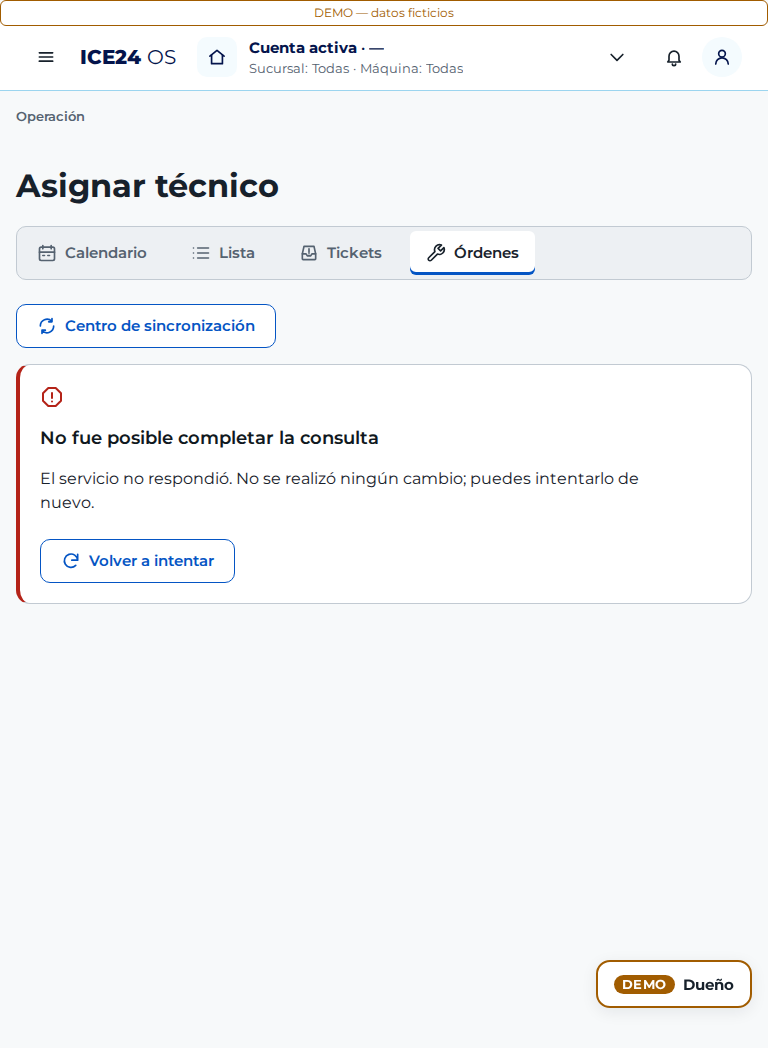 DEMO — datos ficticios
ICE24 OS
Cuenta activa · —
Sucursal: Todas · Máquina: Todas
Operación
Asignar técnico
Calendario
Lista
Tickets
Órdenes
Centro de sincronización
No fue posible completar la consulta
El servicio no respondió. No se realizó ningún cambio; puedes intentarlo de
nuevo.
Volver a intentar
DEMO Dueño